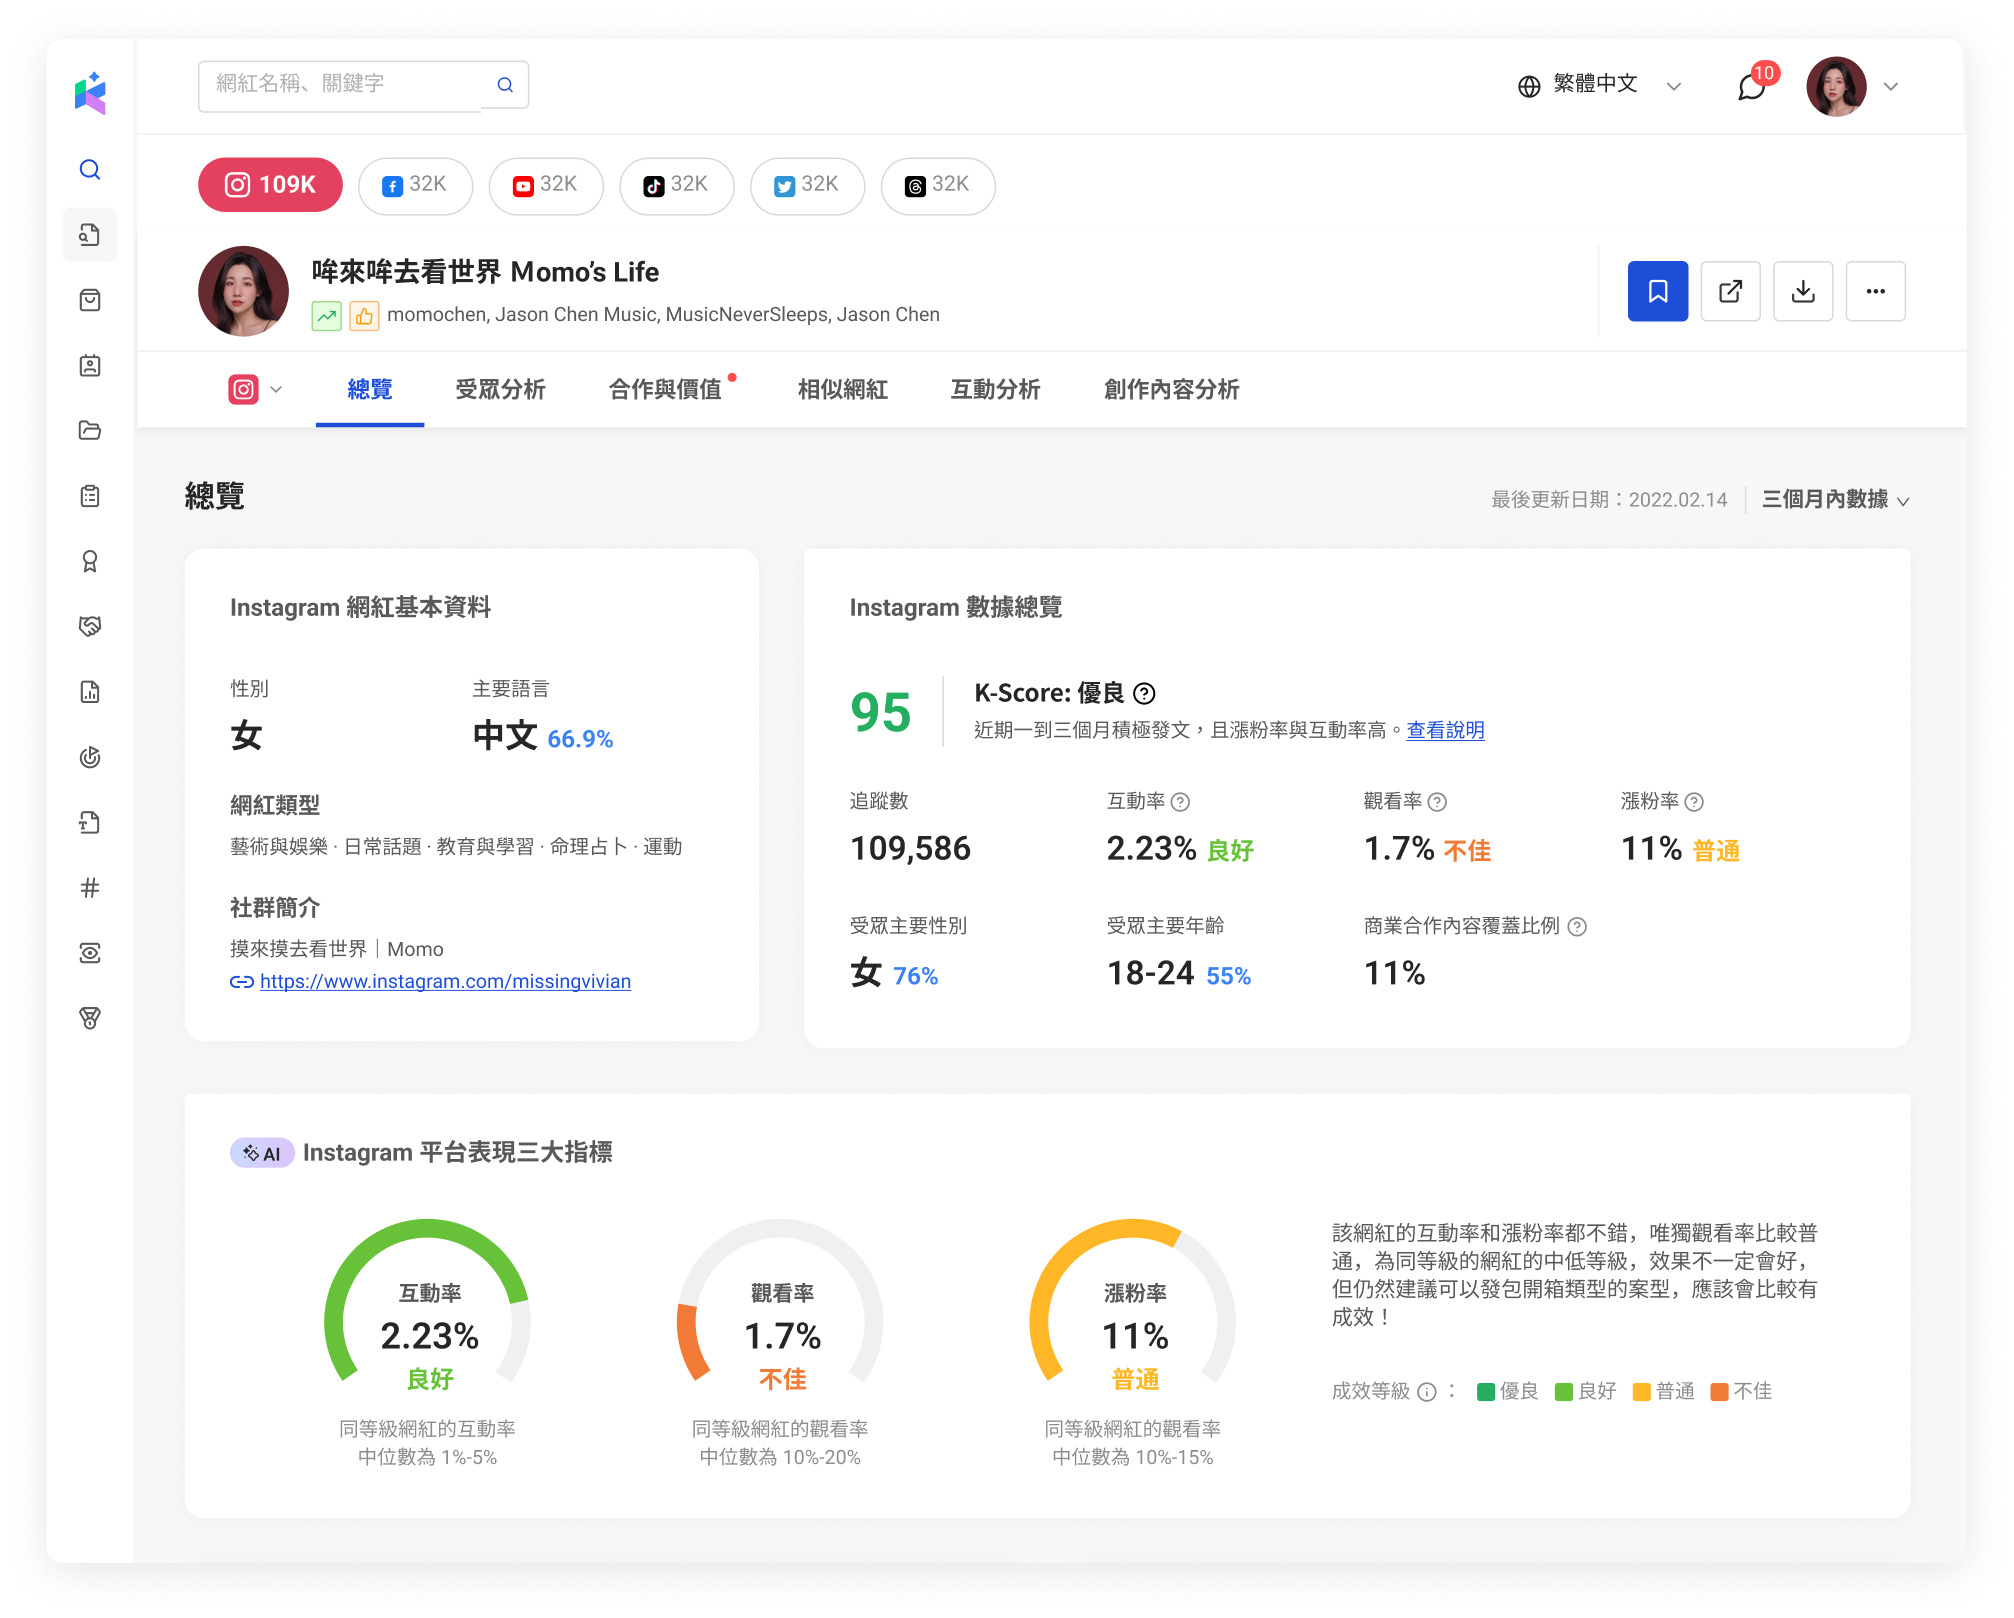 網紅名稱、關鍵字
繁體中文
10
109K
32K
32K
32K
32K
32K
哞來哞去看世界 Momo's Life
momochen, Jason Chen Music, MusicNeverSleeps, Jason Chen
總覽
受眾分析
合作與價值
相似網紅
互動分析
創作內容分析
總覽
最後更新日期：2022.02.14
三個月內數據
Instagram 網紅基本資料
性別
主要語言
女
中文 66.9%
網紅類型
藝術與娛樂 · 日常話題 · 教育與學習 · 命理占卜 · 運動
社群簡介
摸來摸去看世界｜Momo
https://www.instagram.com/missingvivian
Instagram 數據總覽
95
K-Score: 優良
近期一到三個月積極發文，且漲粉率與互動率高。查看說明
追蹤數
互動率
觀看率
漲粉率
109,586
2.23% 良好
1.7% 不佳
11% 普通
受眾主要性別
受眾主要年齡
商業合作內容覆蓋比例
女 76%
18-24 55%
11%
AI
Instagram 平台表現三大指標
互動率
2.23%
良好
同等級網紅的互動率
中位數為 1%-5%
觀看率
1.7%
不佳
同等級網紅的觀看率
中位數為 10%-20%
漲粉率
11%
普通
同等級網紅的觀看率
中位數為 10%-15%
該網紅的互動率和漲粉率都不錯，唯獨觀看率比較普
通，為同等級的網紅的中低等級，效果不一定會好，
但仍然建議可以發包開箱類型的案型，應該會比較有
成效！
成效等級 ： 優良 良好 普通 不佳